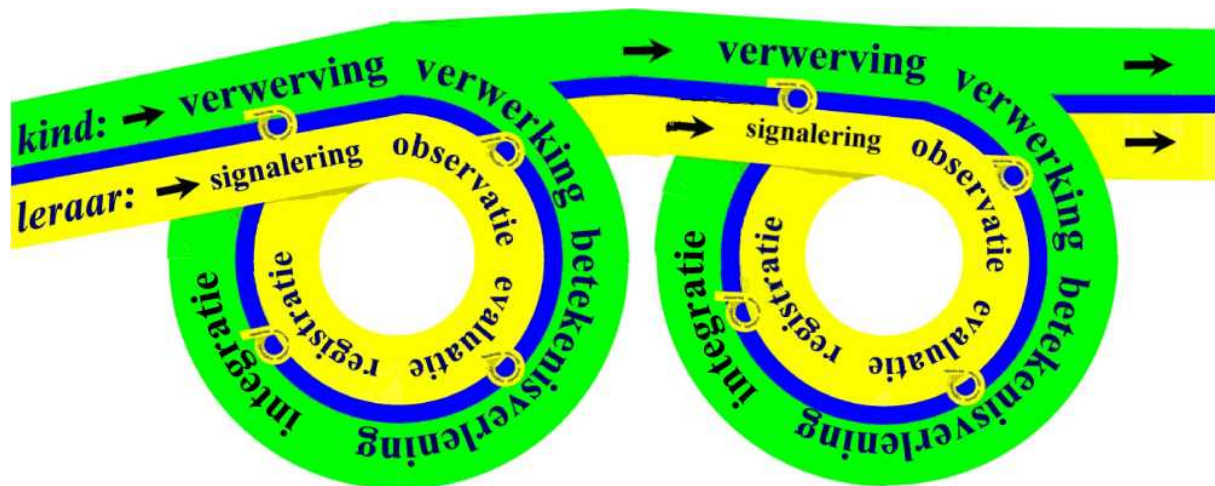 kind: verwerving verwerking betekenisverlening integratie
leraar: signalering observatie evaluatie registratie
verwerving verwerking betekenisverlening integratie
signalering observatie evaluatie registratie